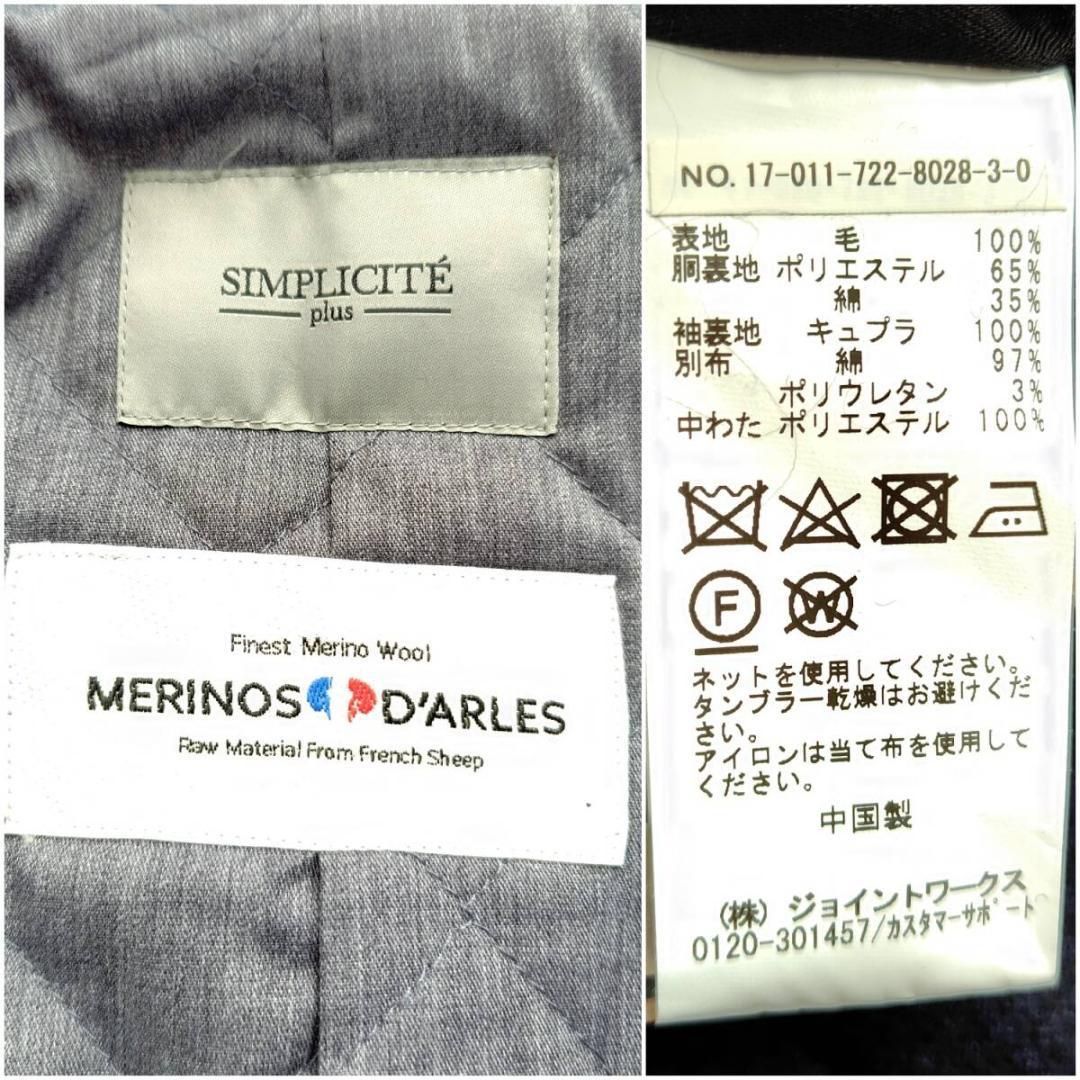 SIMPLICITÉ
plus
Finest Merino Wool
MERINOS D'ARLES
Raw Material From French Sheep
NO. 17-011-722-8028-3-0
表地 毛 100%
胴裏地 ポリエステル 65%
綿 35%
袖裏地 キュプラ 100%
別布 綿 97%
ポリウレタン 3%
中わた ポリエステル 100%
F
W
ネットを使用してください。
タンブラー乾燥はお避けくだ
さい。
アイロンは当て布を使用して
ください。
中国製
(株) ジョイントワークス
0120-301457/カスタマーサポート